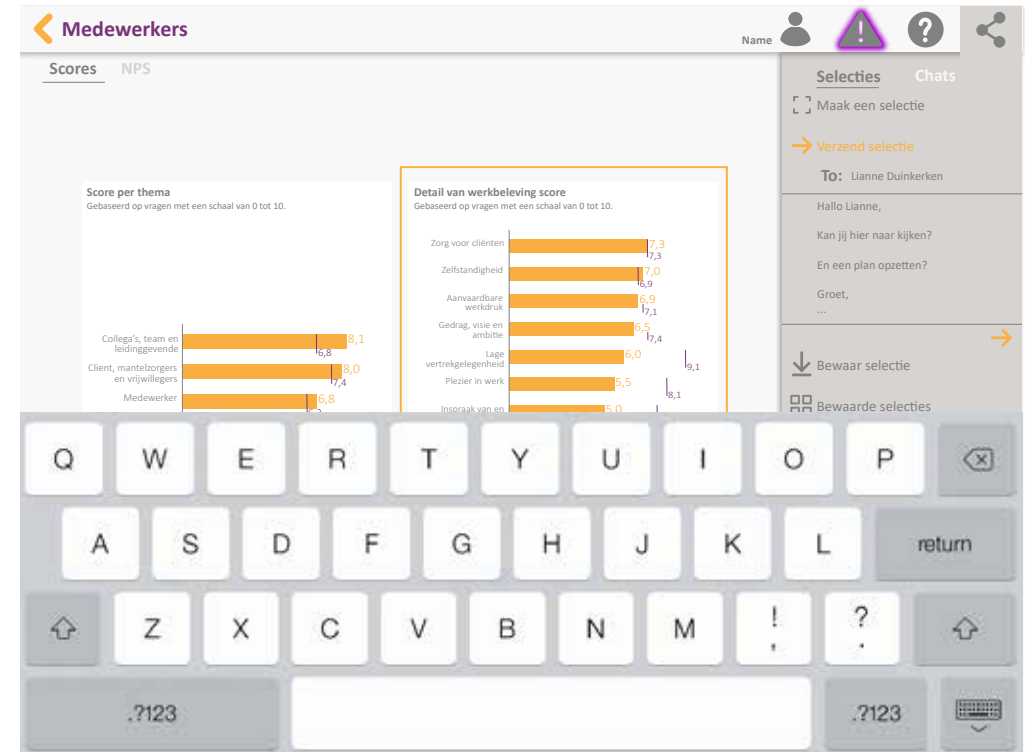 Medewerkers
Name
!
?
Scores NPS
Selecties Chats
Maak een selectie
Verzend selectie
To: Lianne Duinkerken
Hallo Lianne,
Kan jij hier naar kijken?
En een plan opzetten?
Groet,
...
Bewaar selectie
Bewaarde selecties
Score per thema
Gebaseerd op vragen met een schaal van 0 tot 10.
Collega's, team en
leidinggevende
8,1
6,8
Client, mantelzorgers
en vrijwillegers
8,0
7,4
Medewerker
6,8
Detail van werkbeleving score
Gebaseerd op vragen met een schaal van 0 tot 10.
Zorg voor cliënten
7,3
7,3
Zelfstandigheid
7,0
6,9
Aanvaardbare
werkdruk
6,9
7,1
Gedrag, visie en
ambitie
6,5
7,4
Lage
vertrekgelegenheid
6,0
9,1
Plezier in werk
5,5
8,1
Inspraak van en
5,0
Q W E R T Y U I O P
A S D F G H J K L return
Z X C V B N M ! , ? .
.?123 .?123